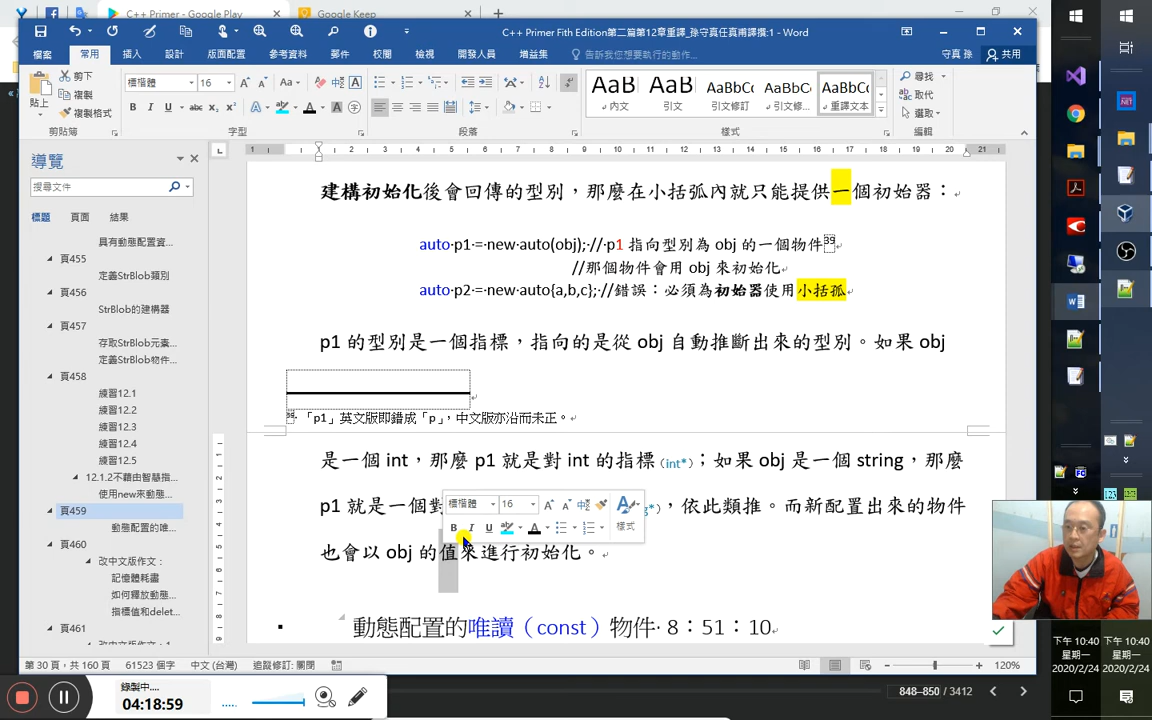 C++ Primer - Google Play
Google Keep
C++ Primer Fith Edition第二篇第12章重譯_孫守真任真甫譯撰:1 - Word
檔案 常用 插入 設計 版面配置 參考資料 郵件 校閱 檢視 開發人員 增益集 告訴我您想要執行的動作... 守真 孫 共用
貼上 剪下 複製 複製格式
標楷體 16
AaB AaB AaBbCc AaBbCc AaBbCc
內文 引文 引文修訂 引文修... 重譯文本
尋找 取代 選取
剪貼簿 字型 段落 樣式 編輯
導覽
搜尋文件
標題 頁面 結果
具有動態配置資...
頁455
定義StrBlob類別
頁456
StrBlob的建構器
頁457
存取StrBlob元素...
定義StrBlob物件...
頁458
練習12.1
練習12.2
練習12.3
練習12.4
練習12.5
12.1.2不藉由智慧指...
使用new來動態...
頁459
動態配置的唯...
頁460
改中文版作文：
記憶體耗盡
如何釋放動態...
指標值和delet...
頁461
建構初始化後會回傳的型別，那麼在小括弧內就只能提供一個初始器：
auto p1 = new auto(obj); // p1 指向型別為 obj 的一個物件39
//那個物件會用 obj 來初始化
auto p2 = new auto{a,b,c}; //錯誤：必須為初始器使用小括孤
p1 的型別是一個指標，指向的是從 obj 自動推斷出來的型別。如果 obj
39 「p1」英文版即錯成「p」，中文版亦沿而未正。
是一個 int，那麼 p1 就是對 int 的指標（int*）；如果 obj 是一個 string，那麼
p1 就是一個對
g*），依此類推。而新配置出來的物件
標楷體 16
樣式
也會以 obj 的值來進行初始化。
動態配置的唯讀（const）物件 8：51：10
第 30 頁，共 160 頁 61523 個字 中文 (台灣) 追蹤修訂: 關閉 120%
錄製中....
04:18:59
848–850 / 3412
下午 10:40 下午 10:40
星期一 星期一
2020/2/24 2020/2/24